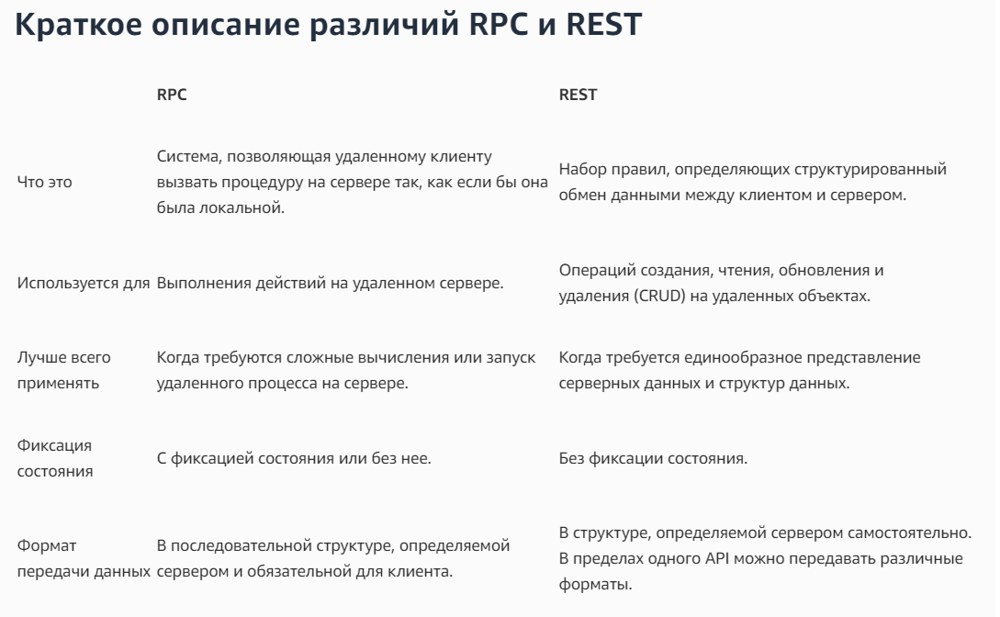 Краткое описание различий RPC и REST
RPC
REST
Что это
Система, позволяющая удаленному клиенту
вызвать процедуру на сервере так, как если бы она
была локальной.
Набор правил, определяющих структурированный
обмен данными между клиентом и сервером.
Используется для
Выполнения действий на удаленном сервере.
Операций создания, чтения, обновления и
удаления (CRUD) на удаленных объектах.
Лучше всего
применять
Когда требуются сложные вычисления или запуск
удаленного процесса на сервере.
Когда требуется единообразное представление
серверных данных и структур данных.
Фиксация
состояния
С фиксацией состояния или без нее.
Без фиксации состояния.
Формат
передачи данных
В последовательной структуре, определяемой
сервером и обязательной для клиента.
В структуре, определяемой сервером самостоятельно.
В пределах одного API можно передавать различные
форматы.